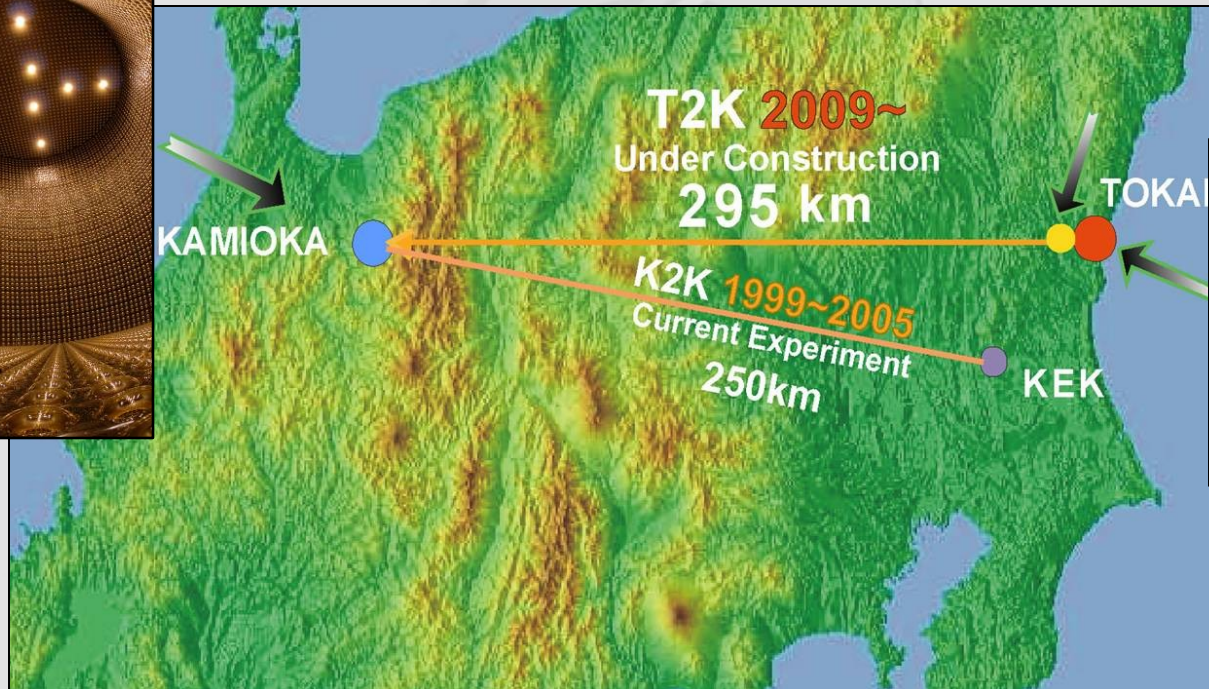 T2K 2009~
Under Construction
295 km
TOKAI
KAMIOKA
K2K 1999~2005
Current Experiment
250km
KEK